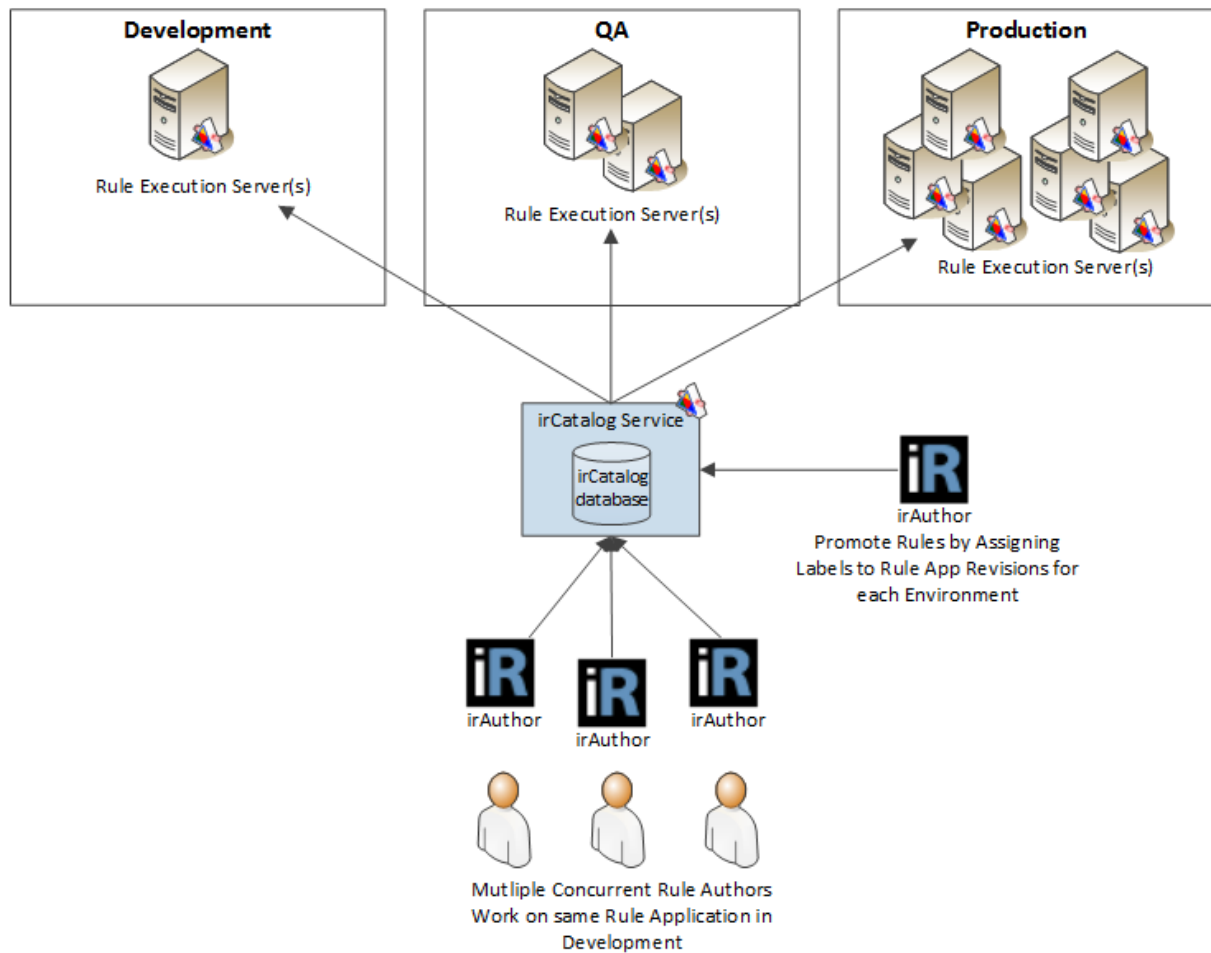 Development
QA
Production
Rule Execution Server(s)
Rule Execution Server(s)
Rule Execution Server(s)
irCatalog Service
irCatalog
database
iR
irAuthor
Promote Rules by Assigning
Labels to Rule App Revisions for
each Environment
iR
irAuthor
iR
irAuthor
iR
irAuthor
Mutliple Concurrent Rule Authors
Work on same Rule Application in
Development